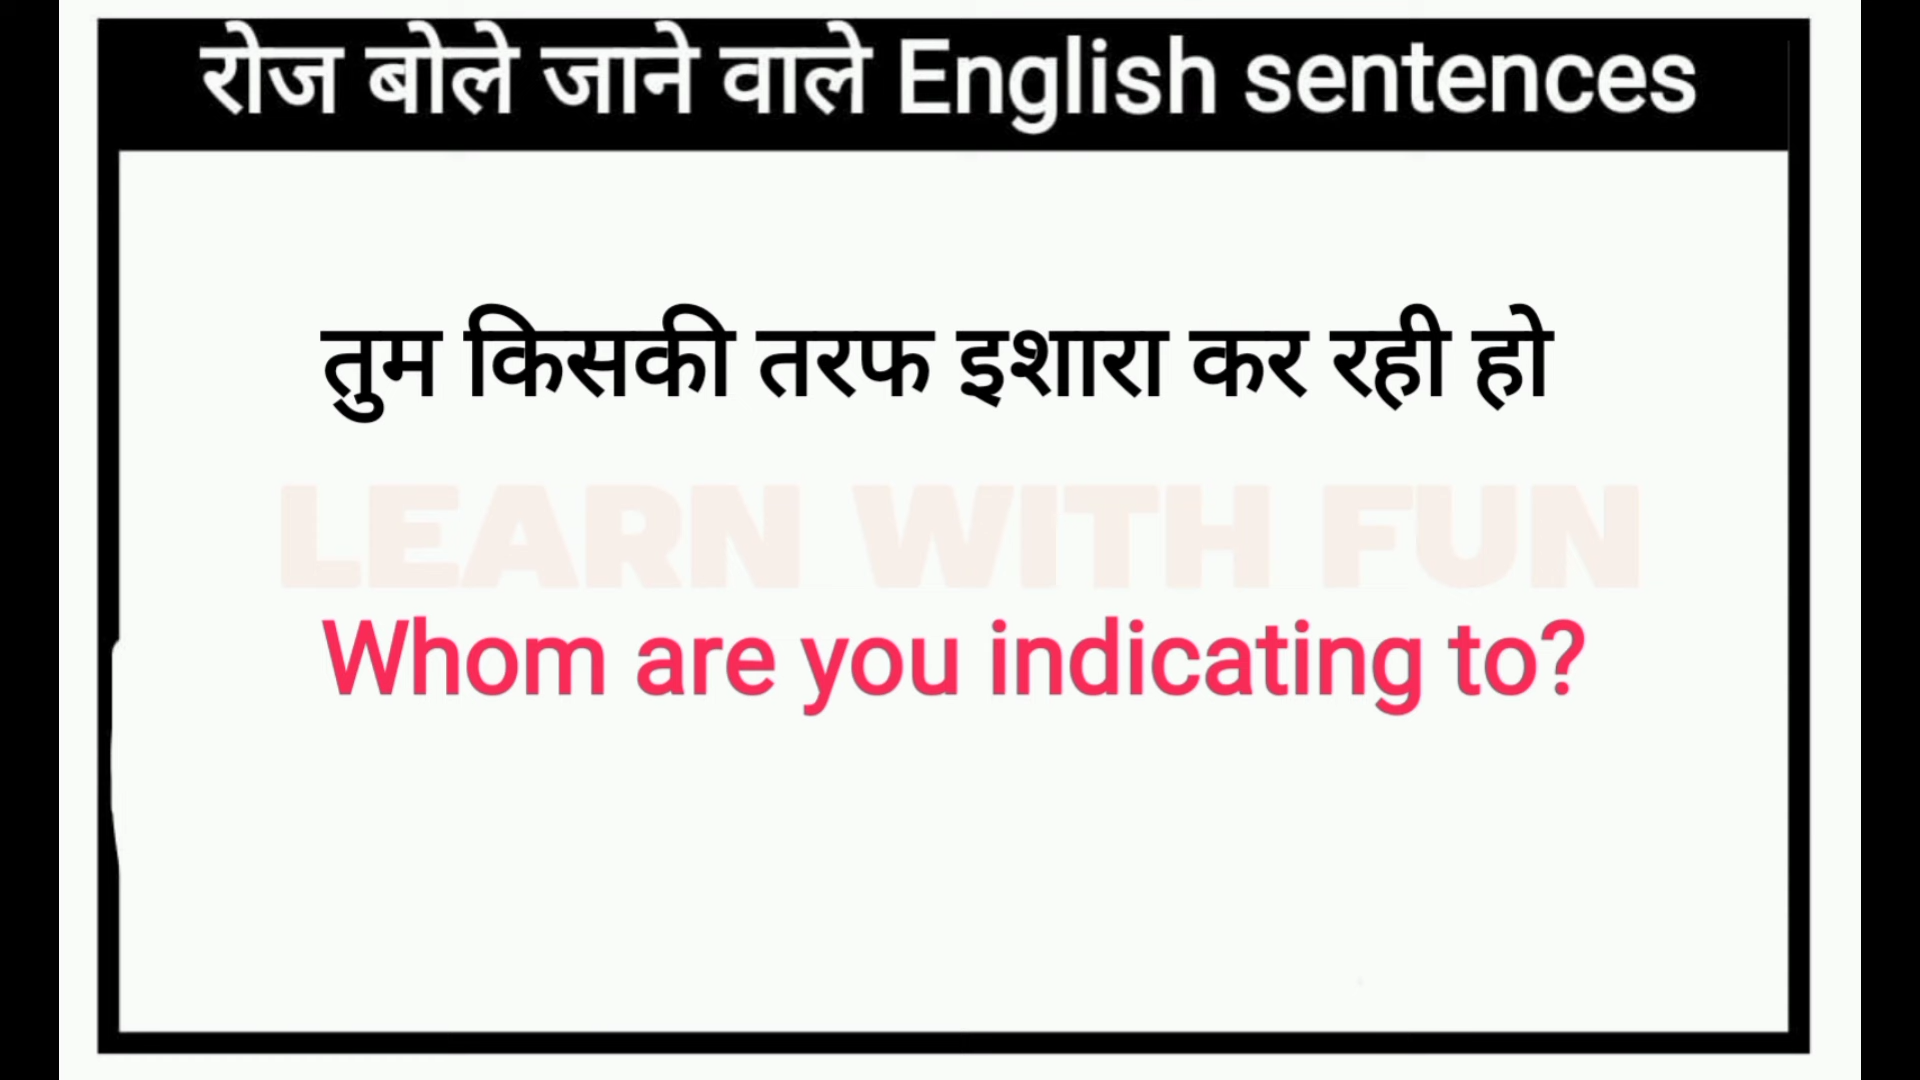 रोज बोले जाने वाले English sentences
तुम किसकी तरफ इशारा कर रही हो
LEARN WITH FUN
Whom are you indicating to?